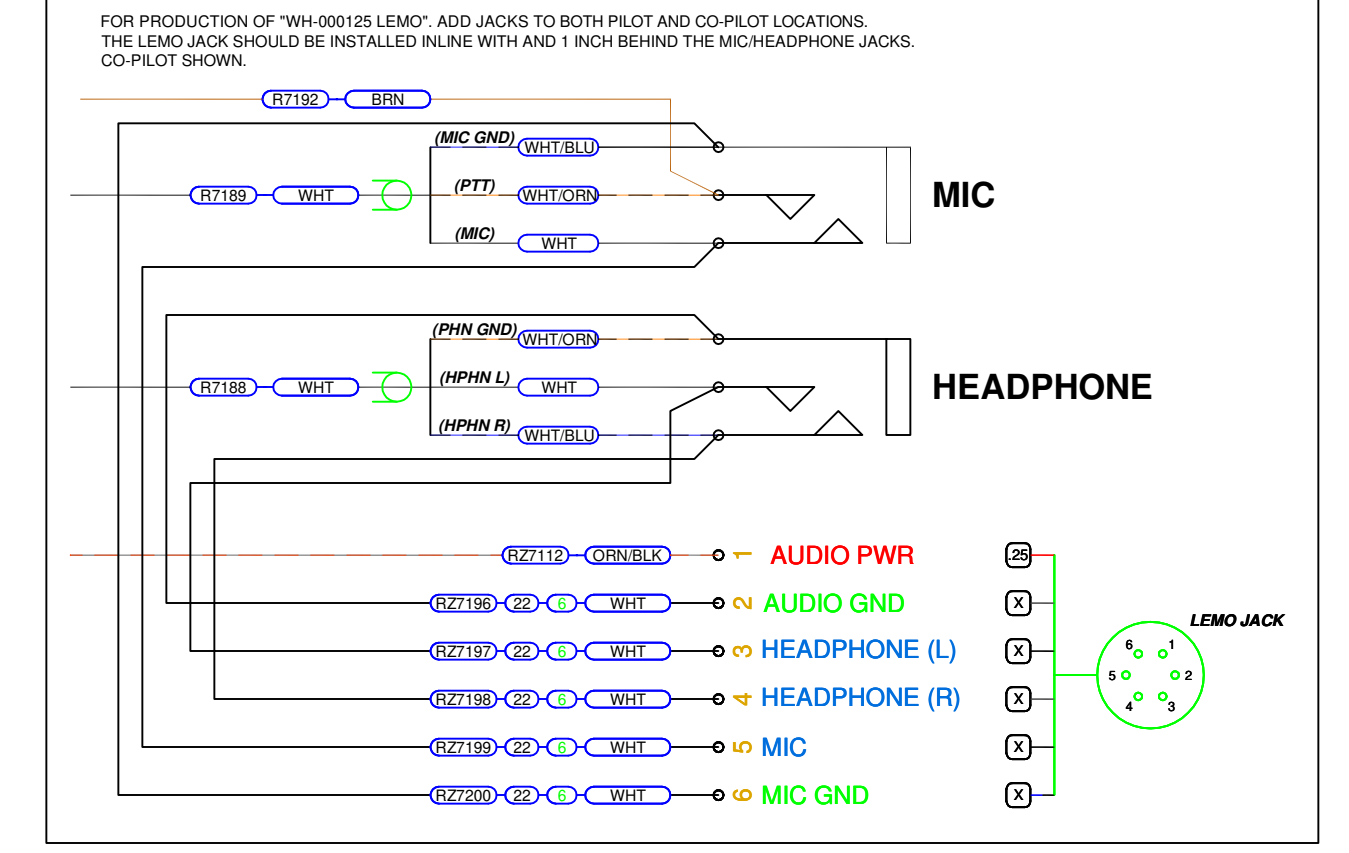 FOR PRODUCTION OF "WH-000125 LEMO". ADD JACKS TO BOTH PILOT AND CO-PILOT LOCATIONS.
THE LEMO JACK SHOULD BE INSTALLED INLINE WITH AND 1 INCH BEHIND THE MIC/HEADPHONE JACKS.
CO-PILOT SHOWN.
R7192 BRN
(MIC GND) WHT/BLU
R7189 WHT (PTT) WHT/ORN MIC
(MIC) WHT
(PHN GND) WHT/ORN
R7188 WHT (HPHN L) WHT HEADPHONE
(HPHN R) WHT/BLU
RZ7112 ORN/BLK 1 AUDIO PWR .25
RZ7196 22 6 WHT 2 AUDIO GND X
LEMO JACK
RZ7197 22 6 WHT 3 HEADPHONE (L) X
6 1
5 2
4 3
RZ7198 22 6 WHT 4 HEADPHONE (R) X
RZ7199 22 6 WHT 5 MIC X
RZ7200 22 6 WHT 6 MIC GND X